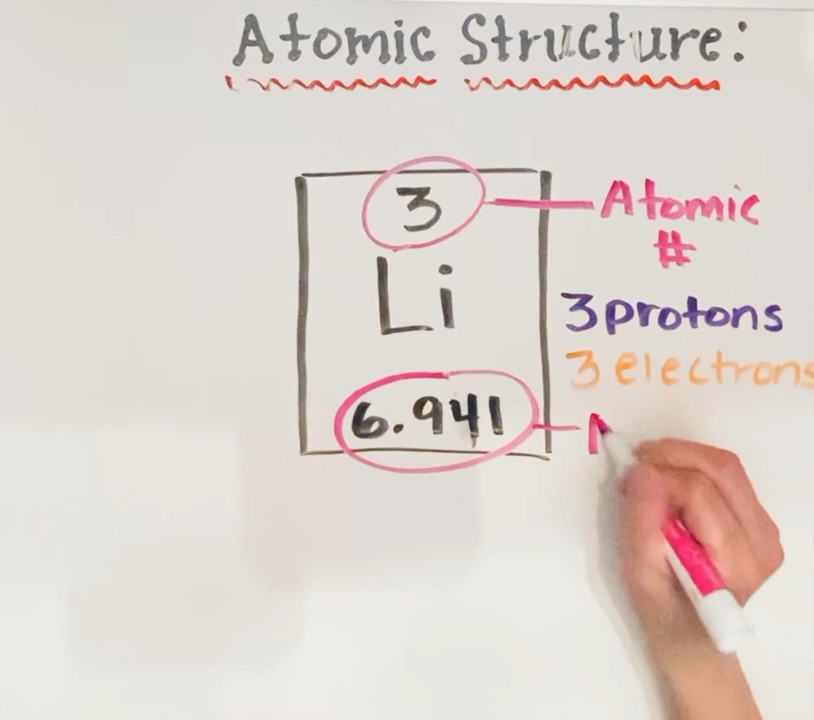 Atomic Structure:
3
Atomic
#
Li
3 protons
3 electrons
6.941